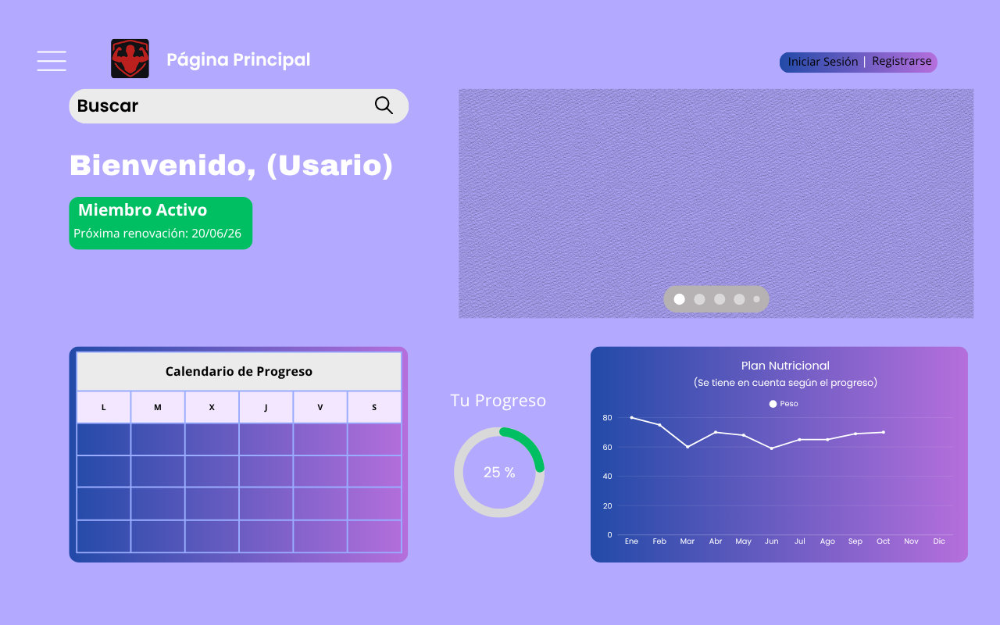 Página Principal
Iniciar Sesión | Registrarse
Buscar
Bienvenido, (Usario)
Miembro Activo
Próxima renovación: 20/06/26
Calendario de Progreso
L M X J V S
Tu Progreso
25 %
Plan Nutricional
(Se tiene en cuenta según el progreso)
Peso
80
60
40
20
0
Ene Feb Mar Abr May Jun Jul Ago Sep Oct Nov Dic